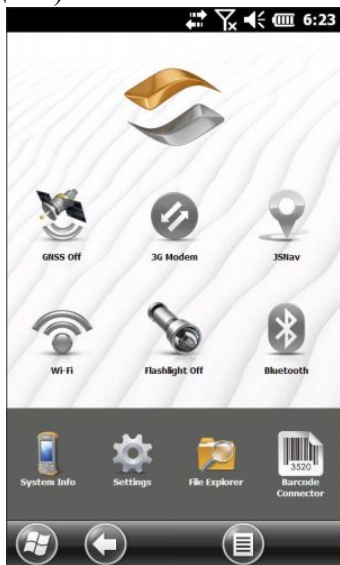 6:23
GNSS Off 3G Modem JSNav
Wi-Fi Flashlight Off Bluetooth
3520
System Info Settings File Explorer Barcode
Connector